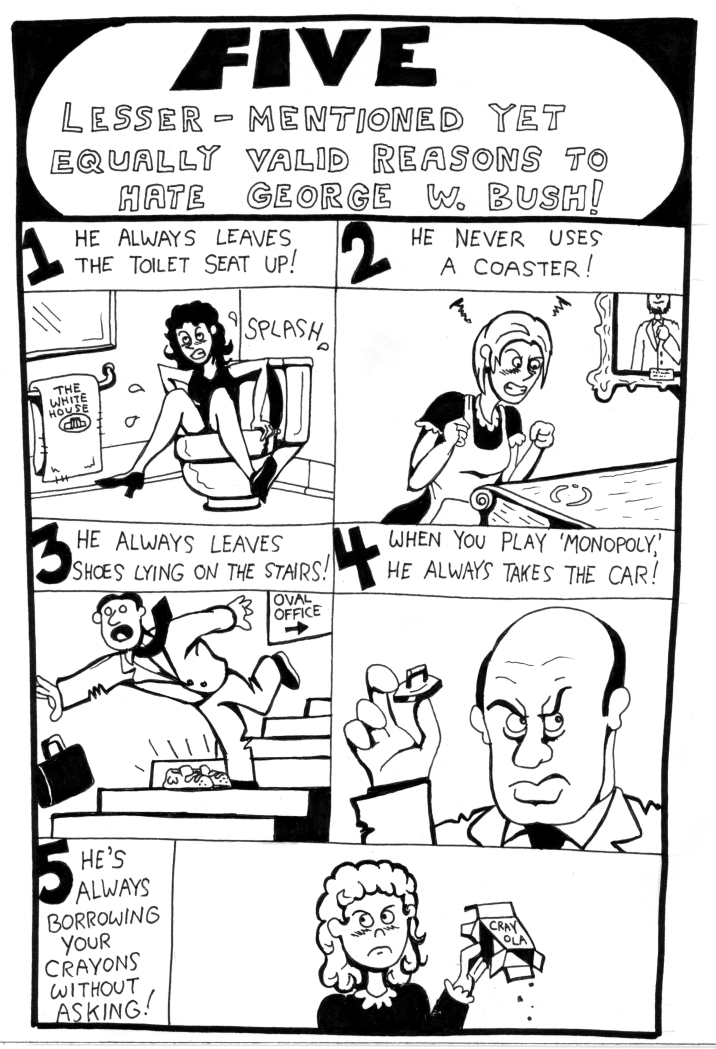 FIVE
LESSER-MENTIONED YET
EQUALLY VALID REASONS TO
HATE GEORGE W. BUSH!
1 HE ALWAYS LEAVES
THE TOILET SEAT UP!
SPLASH
THE
WHITE
HOUSE
2 HE NEVER USES
A COASTER!
3 HE ALWAYS LEAVES
SHOES LYING ON THE STAIRS!
OVAL
OFFICE
4 WHEN YOU PLAY 'MONOPOLY,'
HE ALWAYS TAKES THE CAR!
5 HE'S
ALWAYS
BORROWING
YOUR
CRAYONS
WITHOUT
ASKING!
CRAY
OLA